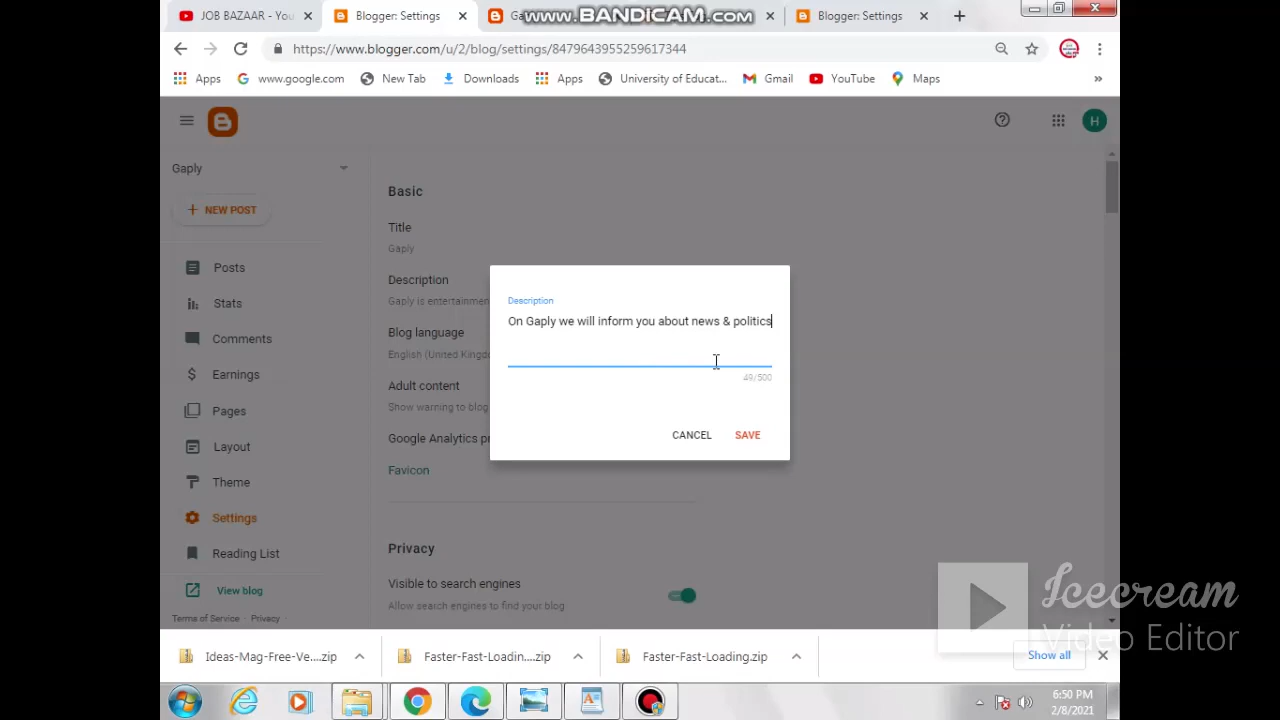 JOB BAZAAR - You
Blogger: Settings
Ga
www.BANDICAM.com
Blogger: Settings
https://www.blogger.com/u/2/blog/settings/8479643955259617344
Apps
www.google.com
New Tab
Downloads
Apps
University of Educat...
Gmail
YouTube
Maps
»
H
Gaply
+ NEW POST
Posts
Stats
Comments
Earnings
Pages
Layout
Theme
Settings
Reading List
View blog
Terms of Service · Privacy ·
Basic
Title
Gaply
Description
Gaply is entertainmen
Blog language
English (United Kingdo
Adult content
Show warning to blog
Google Analytics pr
Favicon
Privacy
Visible to search engines
Allow search engines to find your blog
Description
On Gaply we will inform you about news & politics
49/500
CANCEL
SAVE
Icecream
Video Editor
Ideas-Mag-Free-Ve....zip
Faster-Fast-Loadin....zip
Faster-Fast-Loading.zip
Show all
6:50 PM
2/8/2021